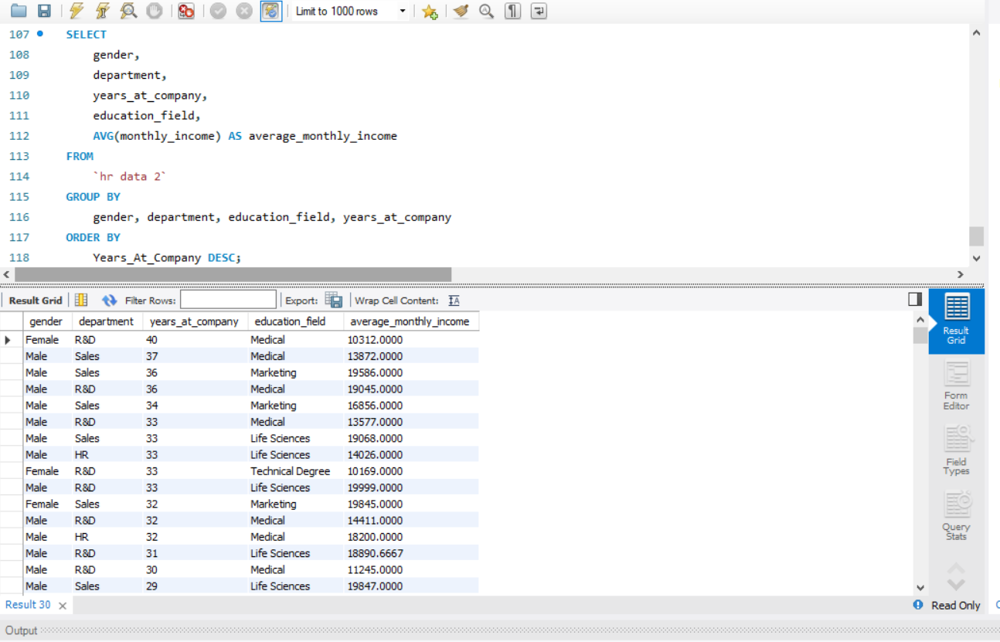 Limit to 1000 rows
107 SELECT
108 gender,
109 department,
110 years_at_company,
111 education_field,
112 AVG(monthly_income) AS average_monthly_income
113 FROM
114 `hr data 2`
115 GROUP BY
116 gender, department, education_field, years_at_company
117 ORDER BY
118 Years_At_Company DESC;
Result Grid Filter Rows: Export: Wrap Cell Content: IA
gender department years_at_company education_field average_monthly_income
Female R&D 40 Medical 10312.0000
Male Sales 37 Medical 13872.0000
Male Sales 36 Marketing 19586.0000
Male R&D 36 Medical 19045.0000
Male Sales 34 Marketing 16856.0000
Male R&D 33 Medical 13577.0000
Male Sales 33 Life Sciences 19068.0000
Male HR 33 Life Sciences 14026.0000
Female R&D 33 Technical Degree 10169.0000
Male R&D 33 Life Sciences 19999.0000
Female Sales 32 Marketing 19845.0000
Male R&D 32 Medical 14411.0000
Male HR 32 Medical 18200.0000
Male R&D 31 Life Sciences 18890.6667
Male R&D 30 Medical 11245.0000
Male Sales 29 Life Sciences 19847.0000
Result
Grid
Form
Editor
Field
Types
Query
Stats
Result 30 Read Only
Output